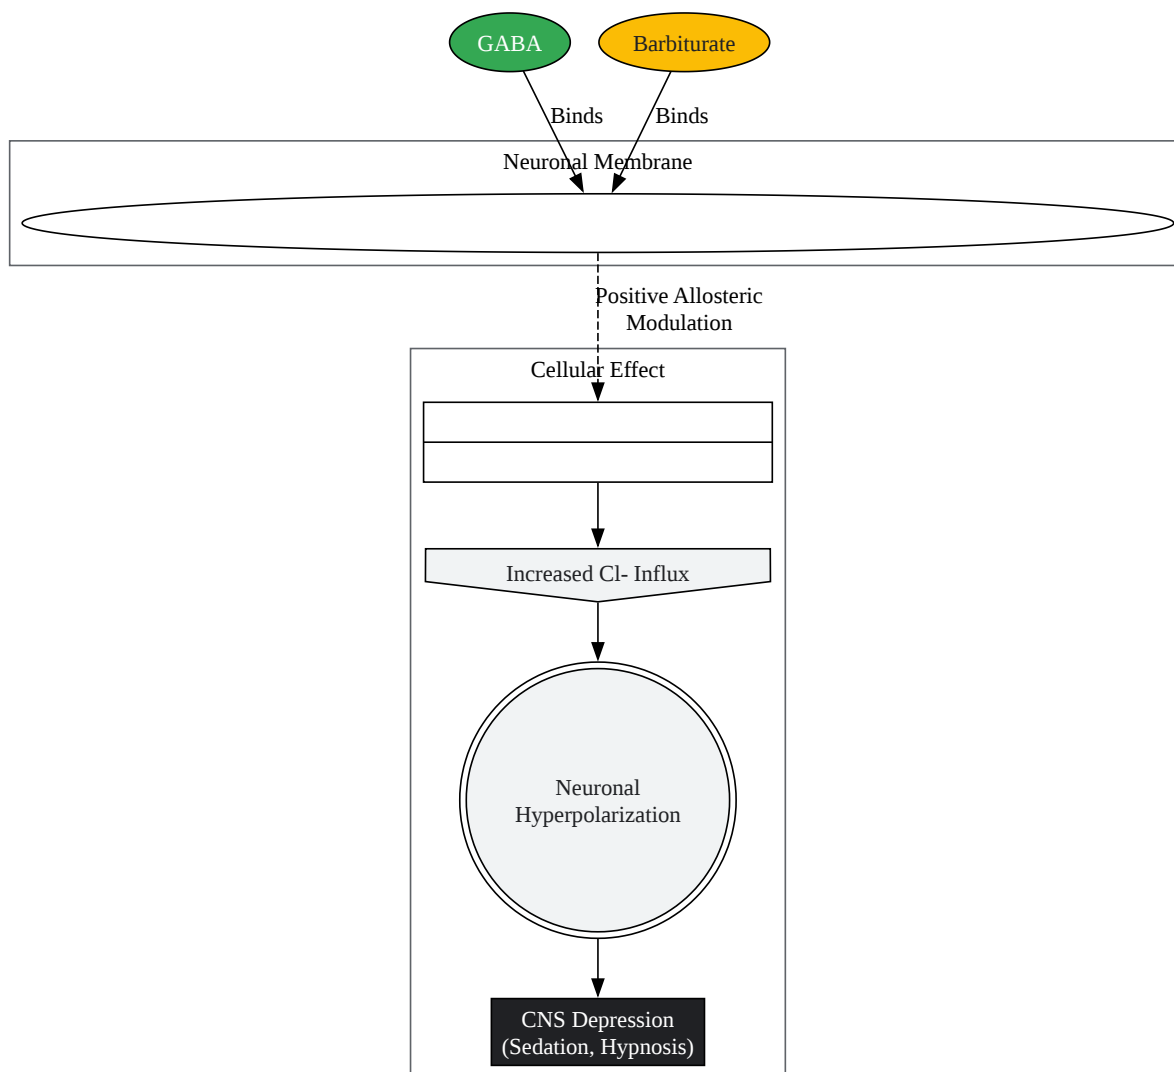 GABA
Barbiturate
Binds
Binds
Neuronal Membrane
Positive Allosteric
Modulation
Cellular Effect
Increased Cl- Influx
Neuronal
Hyperpolarization
CNS Depression
(Sedation, Hypnosis)